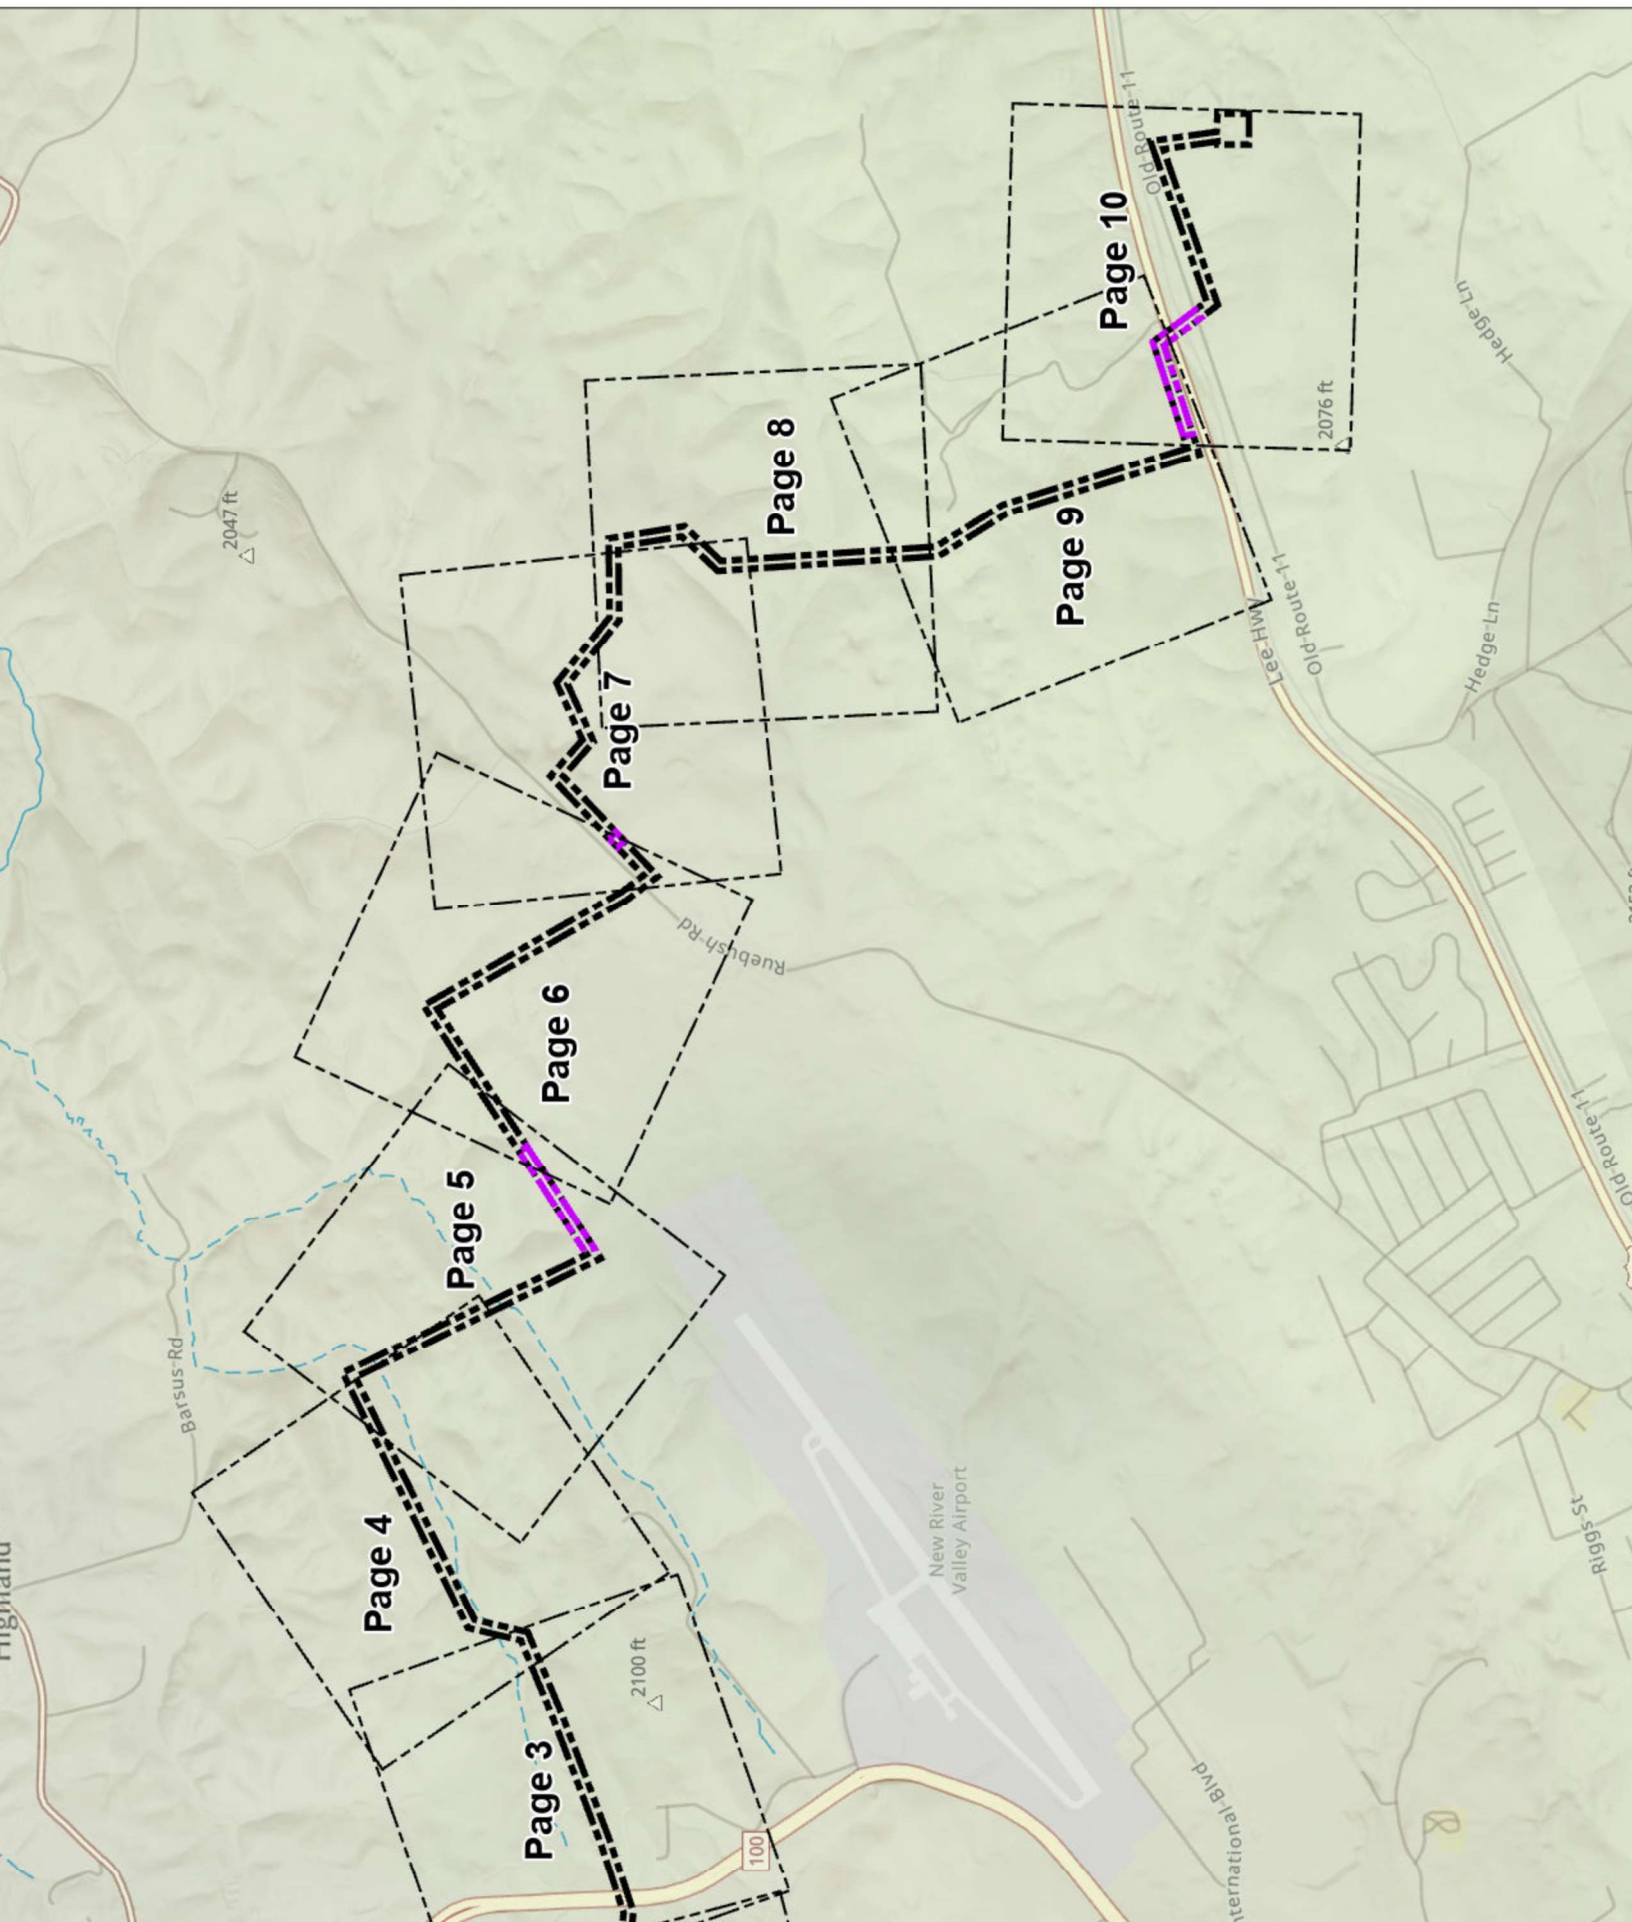 Old-Route-11
Page 10
Hedge-Ln
2076 ft
Page 8
2047 ft
Page 9
Page 7
Lee-Hwy
Old-Route-11
Hedge-Ln
Ruebush-Rd
Page 6
Page 5
Old-Route-11
Barsus-Rd
Page 4
New River
Valley Airport
Riggs-St
Highland
2100 ft
Page 3
100
ternational-Blvd